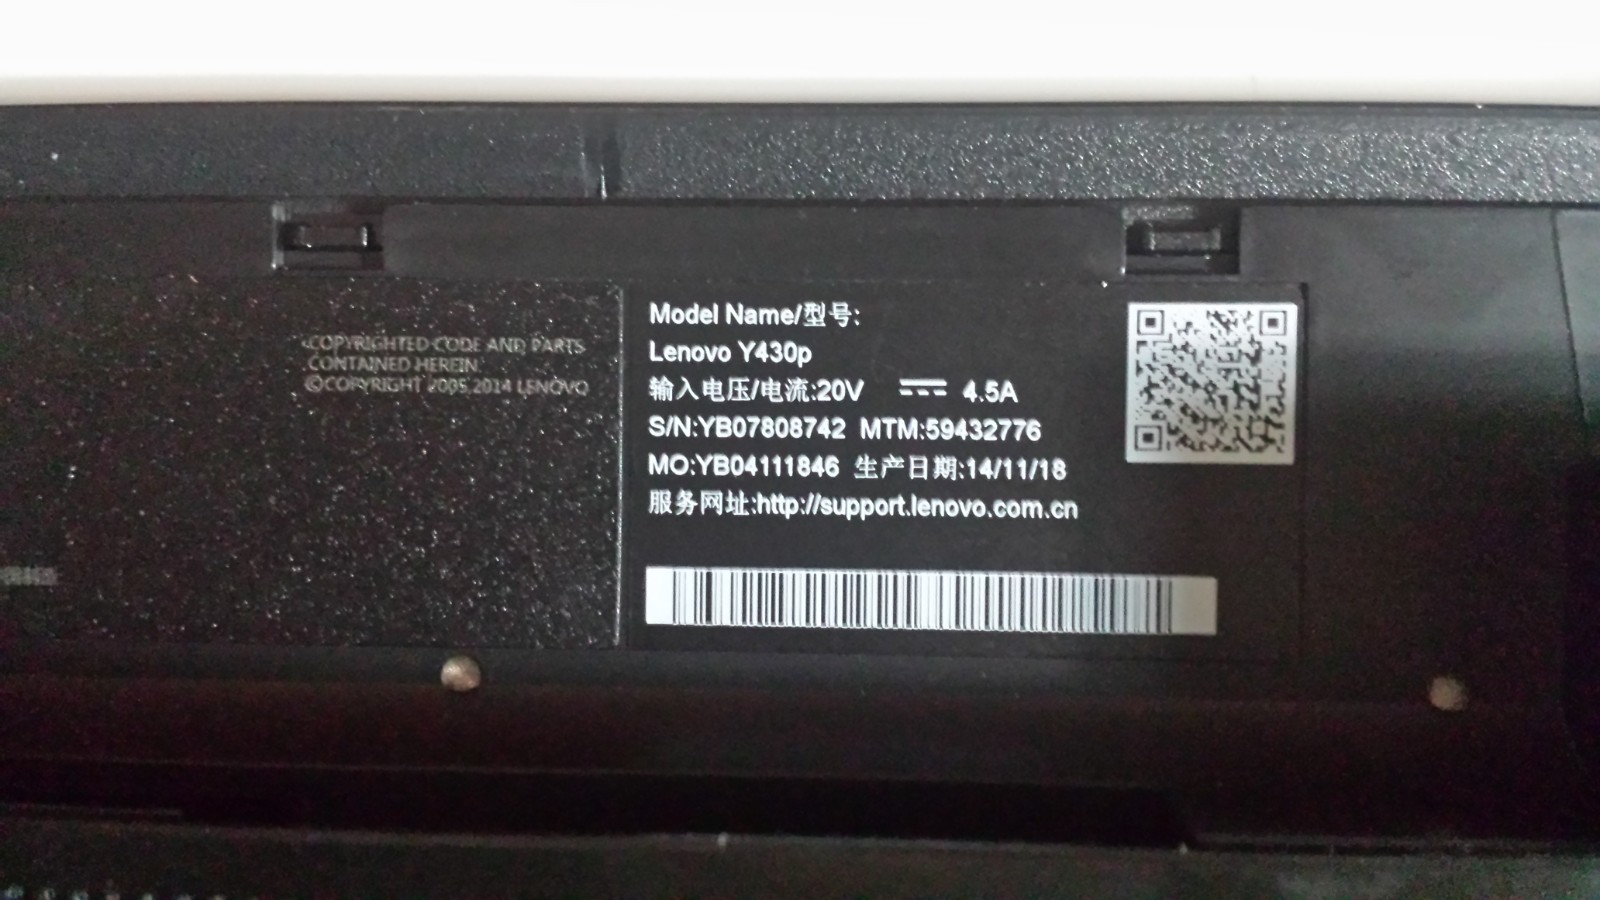 COPYRIGHTED CODE AND PARTS
CONTAINED HEREIN.
©COPYRIGHT 2005,2014 LENOVO
Model Name/型号:
Lenovo Y430p
输入电压/电流:20V ⎓ 4.5A
S/N:YB07808742 MTM:59432776
MO:YB04111846 生产日期:14/11/18
服务网址:http://support.lenovo.com.cn